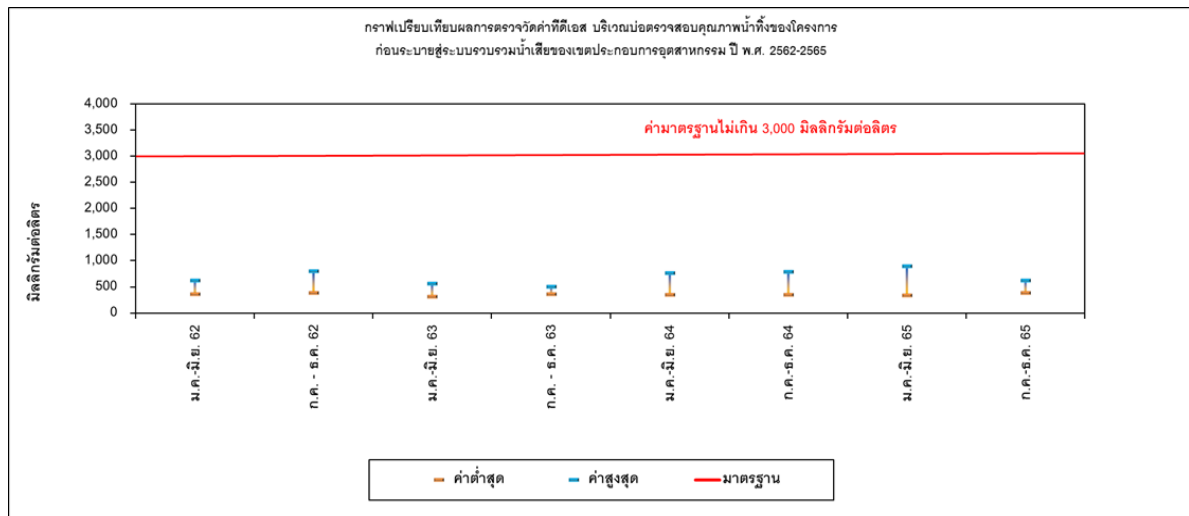 กราฟเปรียบเทียบผลการตรวจวัดค่าทีดีเอส บริเวณบ่อตรวจสอบคุณภาพน้ำทิ้งของโครงการ
ก่อนระบายสู่ระบบรวบรวมน้ำเสียของเขตประกอบการอุตสาหกรรม ปี พ.ศ. 2562-2565
มิลลิกรัมต่อลิตร
4,000
3,500
3,000
2,500
2,000
1,500
1,000
500
0
ค่ามาตรฐานไม่เกิน 3,000 มิลลิกรัมต่อลิตร
ม.ค.-มิ.ย. 62
ก.ค. - ธ.ค. 62
ม.ค.-มิ.ย. 63
ก.ค. - ธ.ค. 63
ม.ค.-มิ.ย. 64
ก.ค.-ธ.ค. 64
ม.ค.-มิ.ย. 65
ก.ค.-ธ.ค. 65
ค่าต่ำสุด ค่าสูงสุด มาตรฐาน